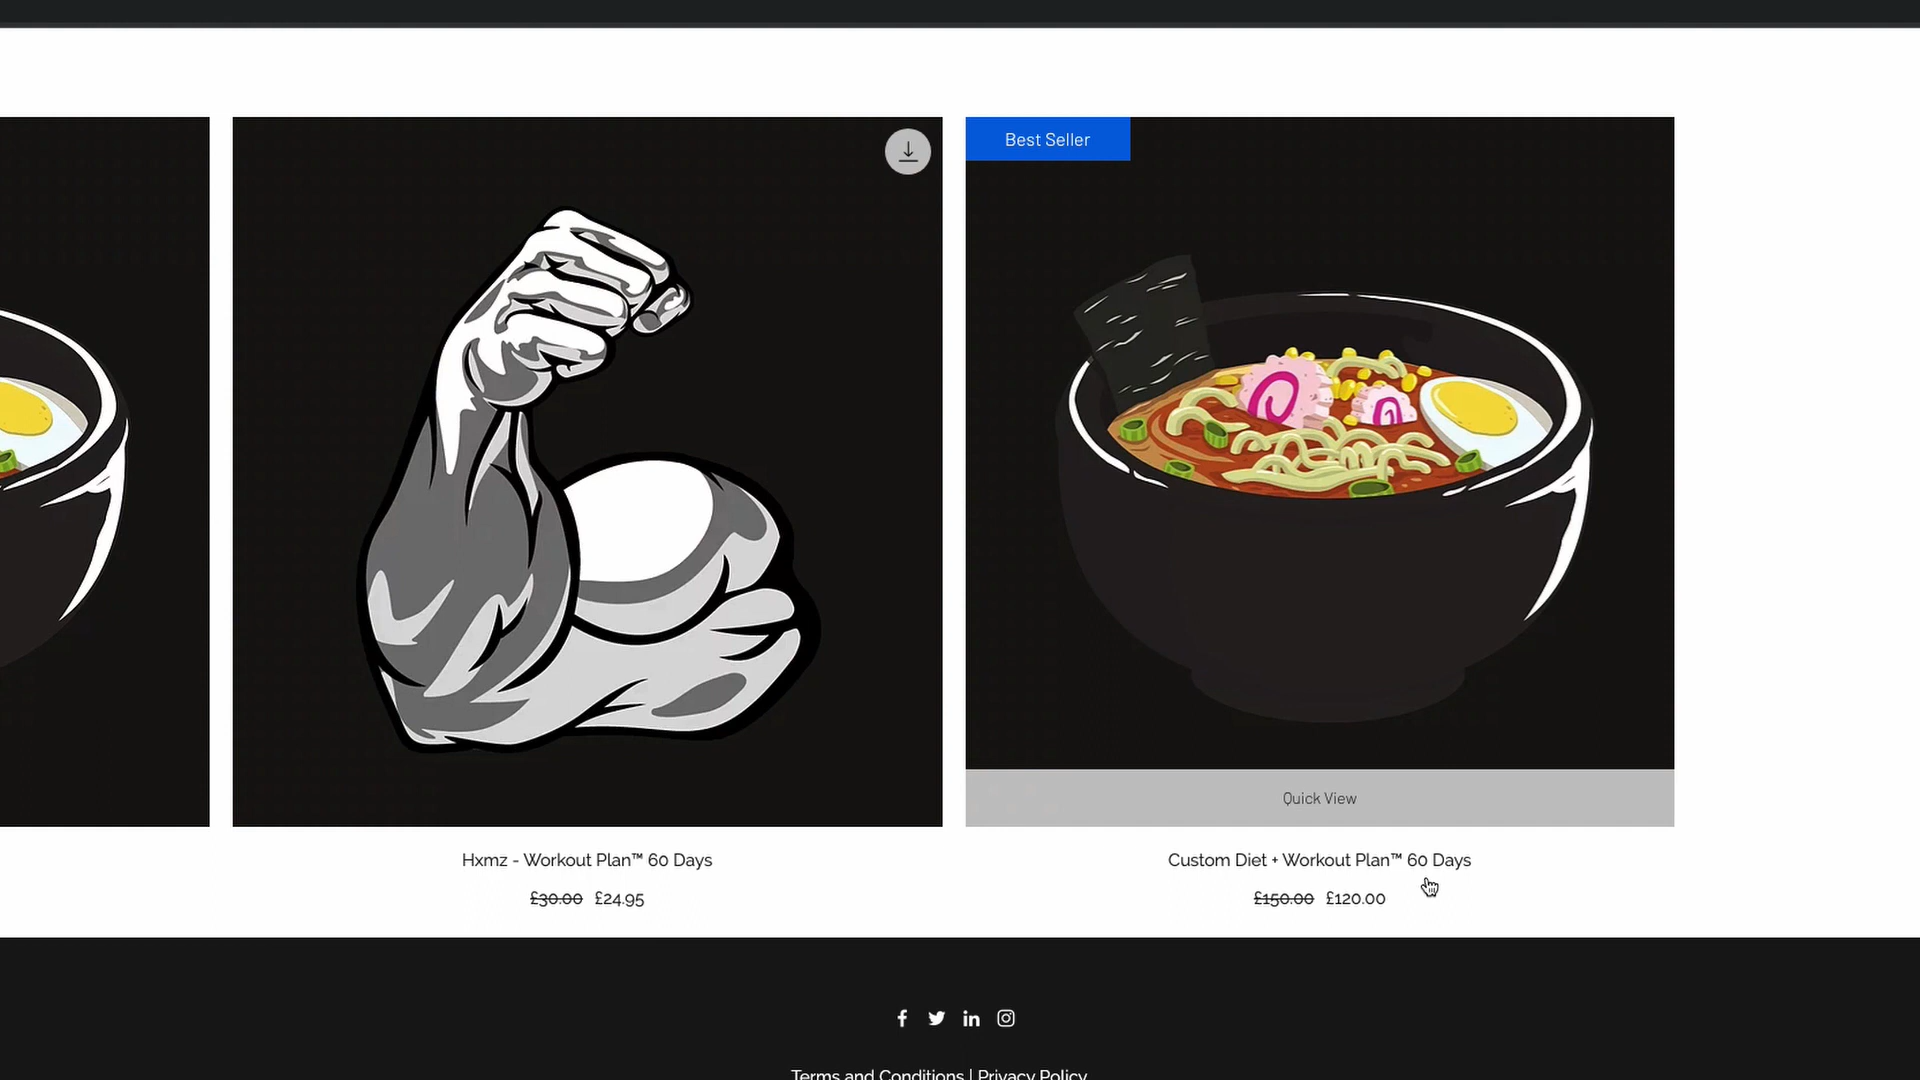 Best Seller
Quick View
Hxmz - Workout Plan™ 60 Days
£30.00 £24.95
Custom Diet + Workout Plan™ 60 Days
£150.00 £120.00
Terms and Conditions | Privacy Policy